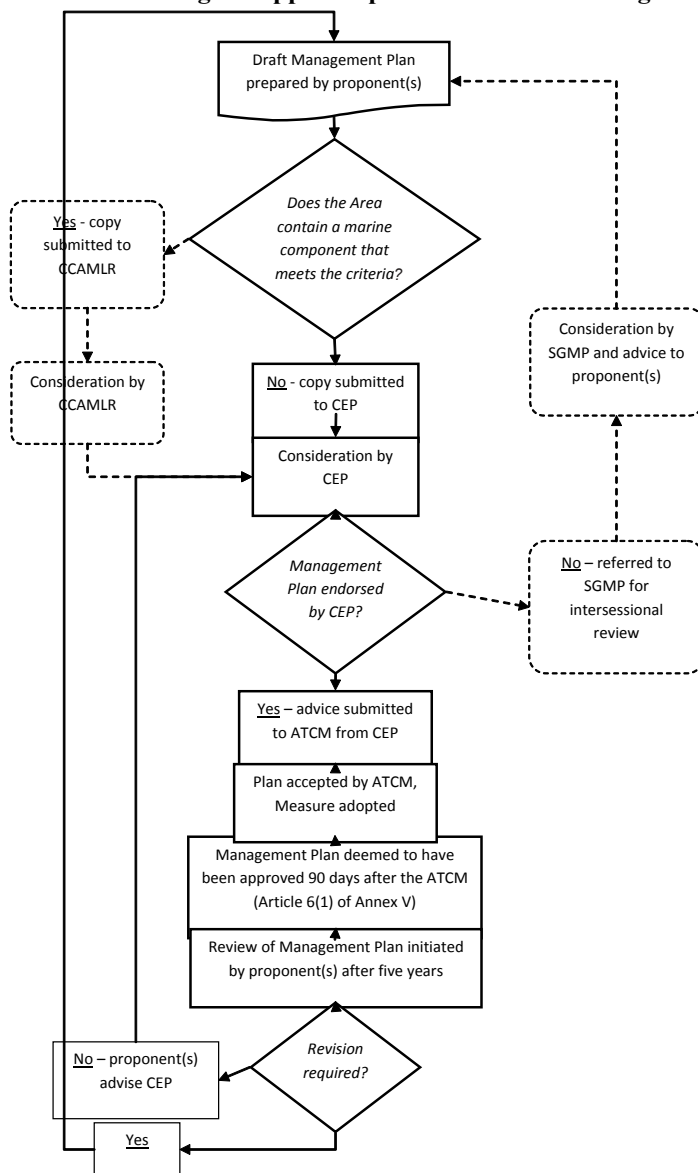 Draft Management Plan
prepared by proponent(s)
Does the Area
contain a marine
component that
meets the criteria?
Yes - copy
submitted to
CCAMLR
Consideration by
CCAMLR
No - copy submitted
to CEP
Consideration by
CEP
Management
Plan endorsed
by CEP?
No – referred to
SGMP for
intersessional
review
Consideration by
SGMP and advice to
proponent(s)
Yes – advice submitted
to ATCM from CEP
Plan accepted by ATCM,
Measure adopted
Management Plan deemed to have
been approved 90 days after the ATCM
(Article 6(1) of Annex V)
Review of Management Plan initiated
by proponent(s) after five years
Revision
required?
No – proponent(s)
advise CEP
Yes